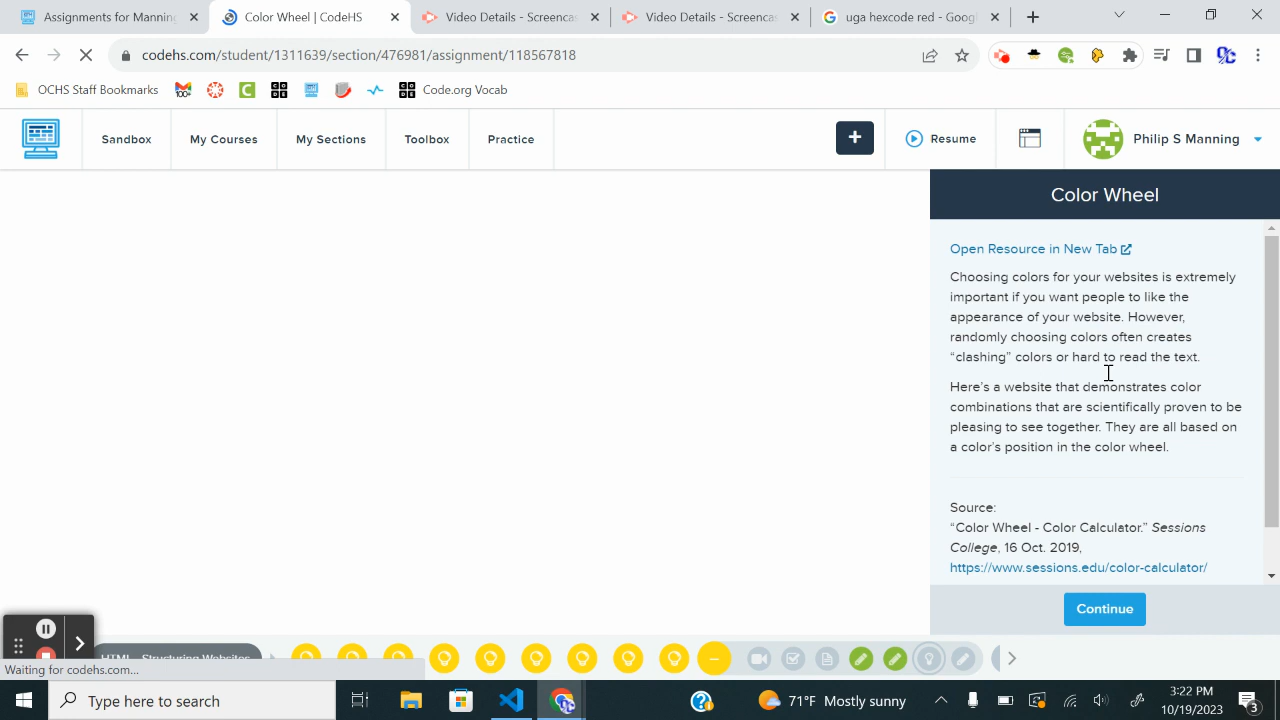 Assignments for Manning
Color Wheel | CodeHS
Video Details - Screencas
Video Details - Screencas
uga hexcode red - Googl
codehs.com/student/1311639/section/476981/assignment/118567818
OCHS Staff Bookmarks
Code.org Vocab
Sandbox
My Courses
My Sections
Toolbox
Practice
Resume
Philip S Manning
Color Wheel
Open Resource in New Tab
Choosing colors for your websites is extremely
important if you want people to like the
appearance of your website. However,
randomly choosing colors often creates
“clashing” colors or hard to read the text.
Here's a website that demonstrates color
combinations that are scientifically proven to be
pleasing to see together. They are all based on
a color's position in the color wheel.
Source:
“Color Wheel - Color Calculator.” Sessions
College, 16 Oct. 2019,
https://www.sessions.edu/color-calculator/
Continue
HTML - Structuring Websites
Waiting for codehs.com...
Type here to search
71°F Mostly sunny
3:22 PM
10/19/2023
3